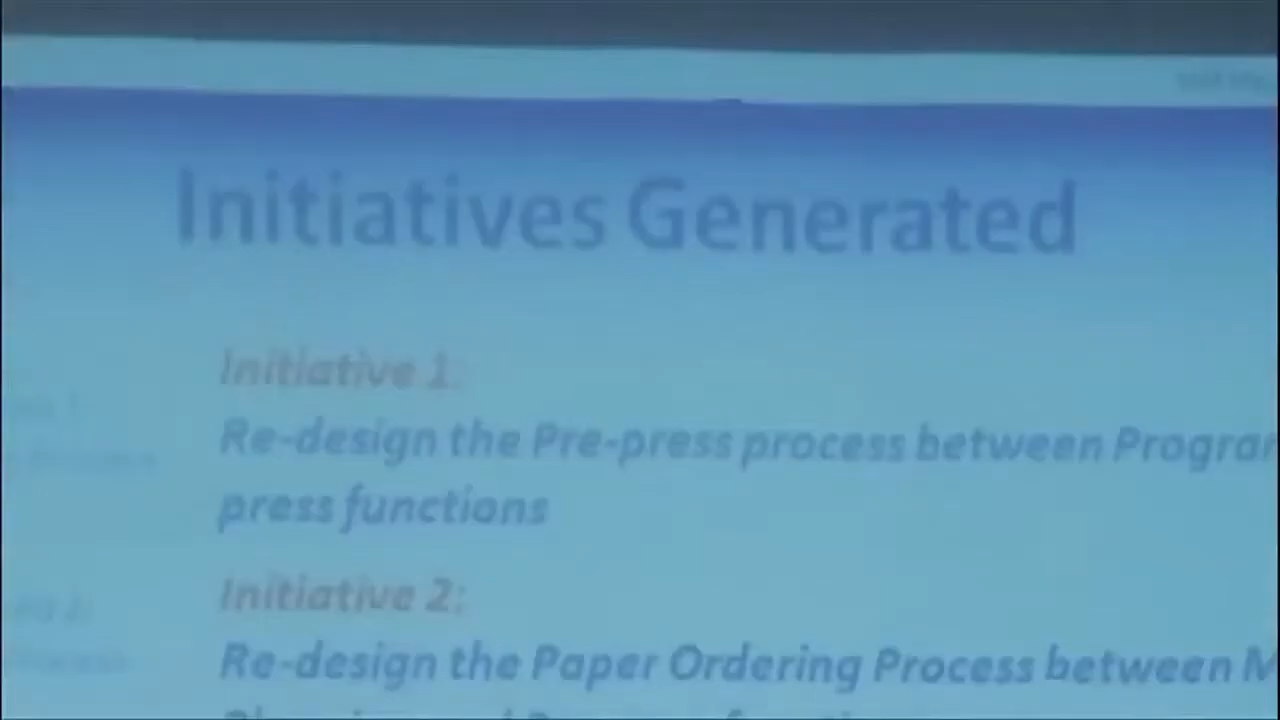 Initiatives Generated
Initiative 1:
Re-design the Pre-press process between
press functions
Initiative 2:
Re-design the Paper Ordering Process between